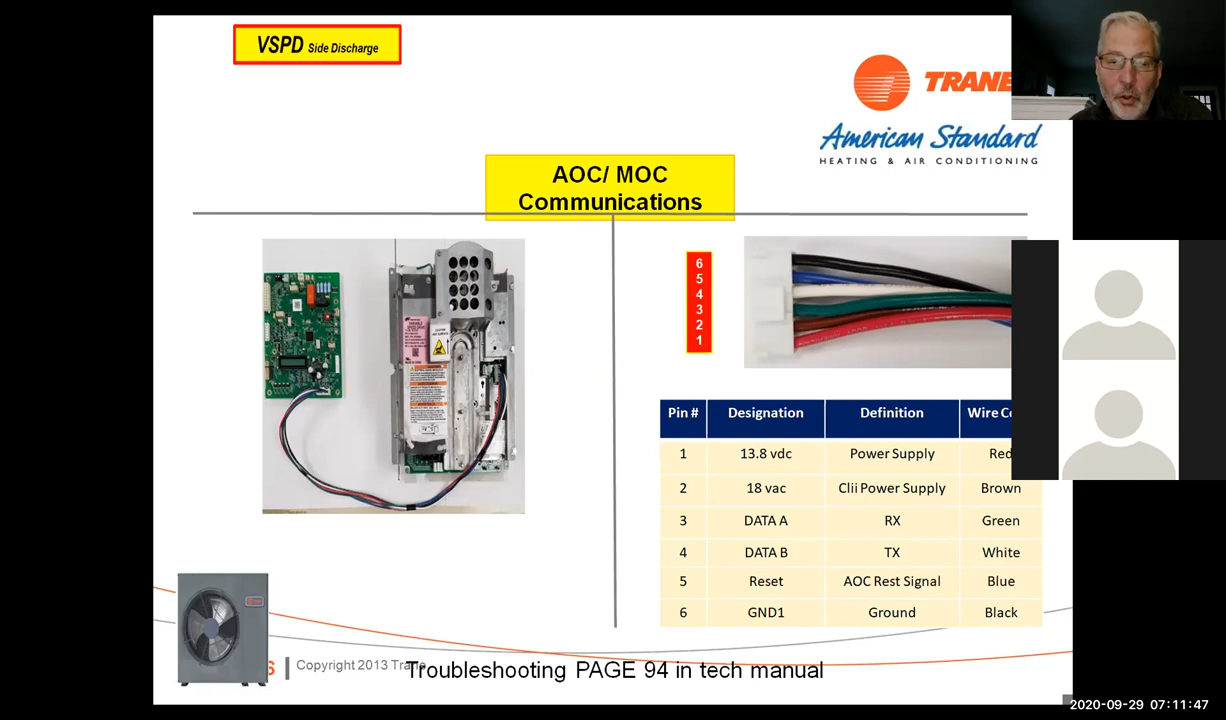 VSPD Side Discharge
TRANE
American Standard
HEATING & AIR CONDITIONING
AOC/ MOC
Communications
6
5
4
3
2
1
Pin # Designation Definition Wire Co
1 13.8 vdc Power Supply Red
2 18 vac Clii Power Supply Brown
3 DATA A RX Green
4 DATA B TX White
5 Reset AOC Rest Signal Blue
6 GND1 Ground Black
6 Copyright 2013 Trane
Troubleshooting PAGE 94 in tech manual
2020-09-29 07:11:47